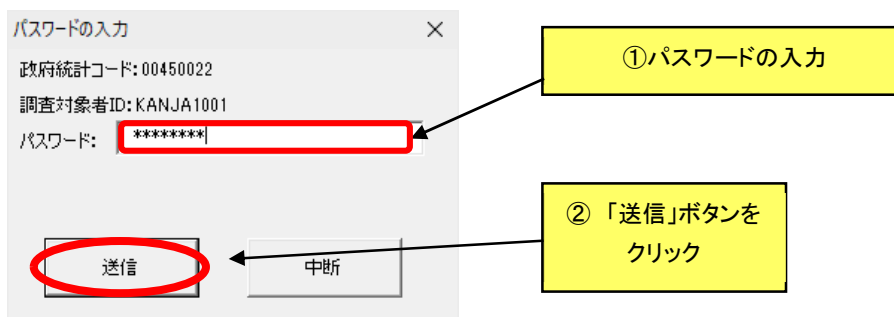 パスワードの入力
政府統計コード:00450022
調査対象者ID:KANJA1001
パスワード: ********
送信
中断
①パスワードの入力
② 「送信」ボタンを
クリック